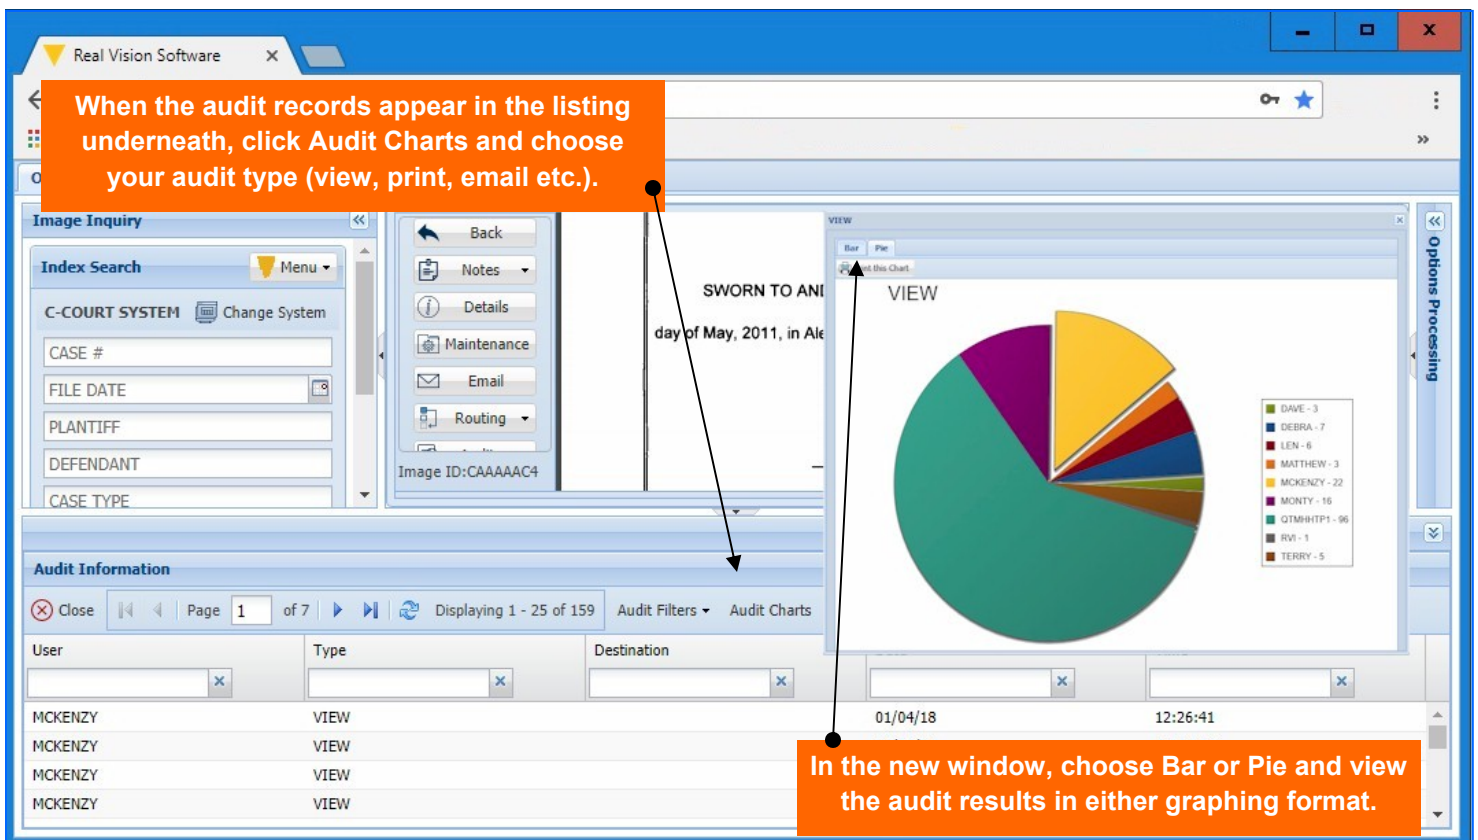 Real Vision Software
When the audit records appear in the listing
underneath, click Audit Charts and choose
your audit type (view, print, email etc.).
Image Inquiry
Index Search
Menu
C-COURT SYSTEM
Change System
CASE #
FILE DATE
PLANTIFF
DEFENDANT
CASE TYPE
Back
Notes
Details
Maintenance
Email
Routing
Image ID:CAAAAAC4
SWORN TO AND
day of May, 2011, in Ale
VIEW
Bar Pie
this Chart
VIEW
DAVE - 3
DEBRA - 7
LEN - 6
MATTHEW - 3
MCKENZY - 22
MONTY - 16
QTMHHTP1 - 96
RVI - 1
TERRY - 5
Options Processing
Audit Information
Close Page 1 of 7 Displaying 1 - 25 of 159 Audit Filters Audit Charts
User Type Destination
MCKENZY VIEW 01/04/18 12:26:41
MCKENZY VIEW
MCKENZY VIEW
MCKENZY VIEW
In the new window, choose Bar or Pie and view
the audit results in either graphing format.